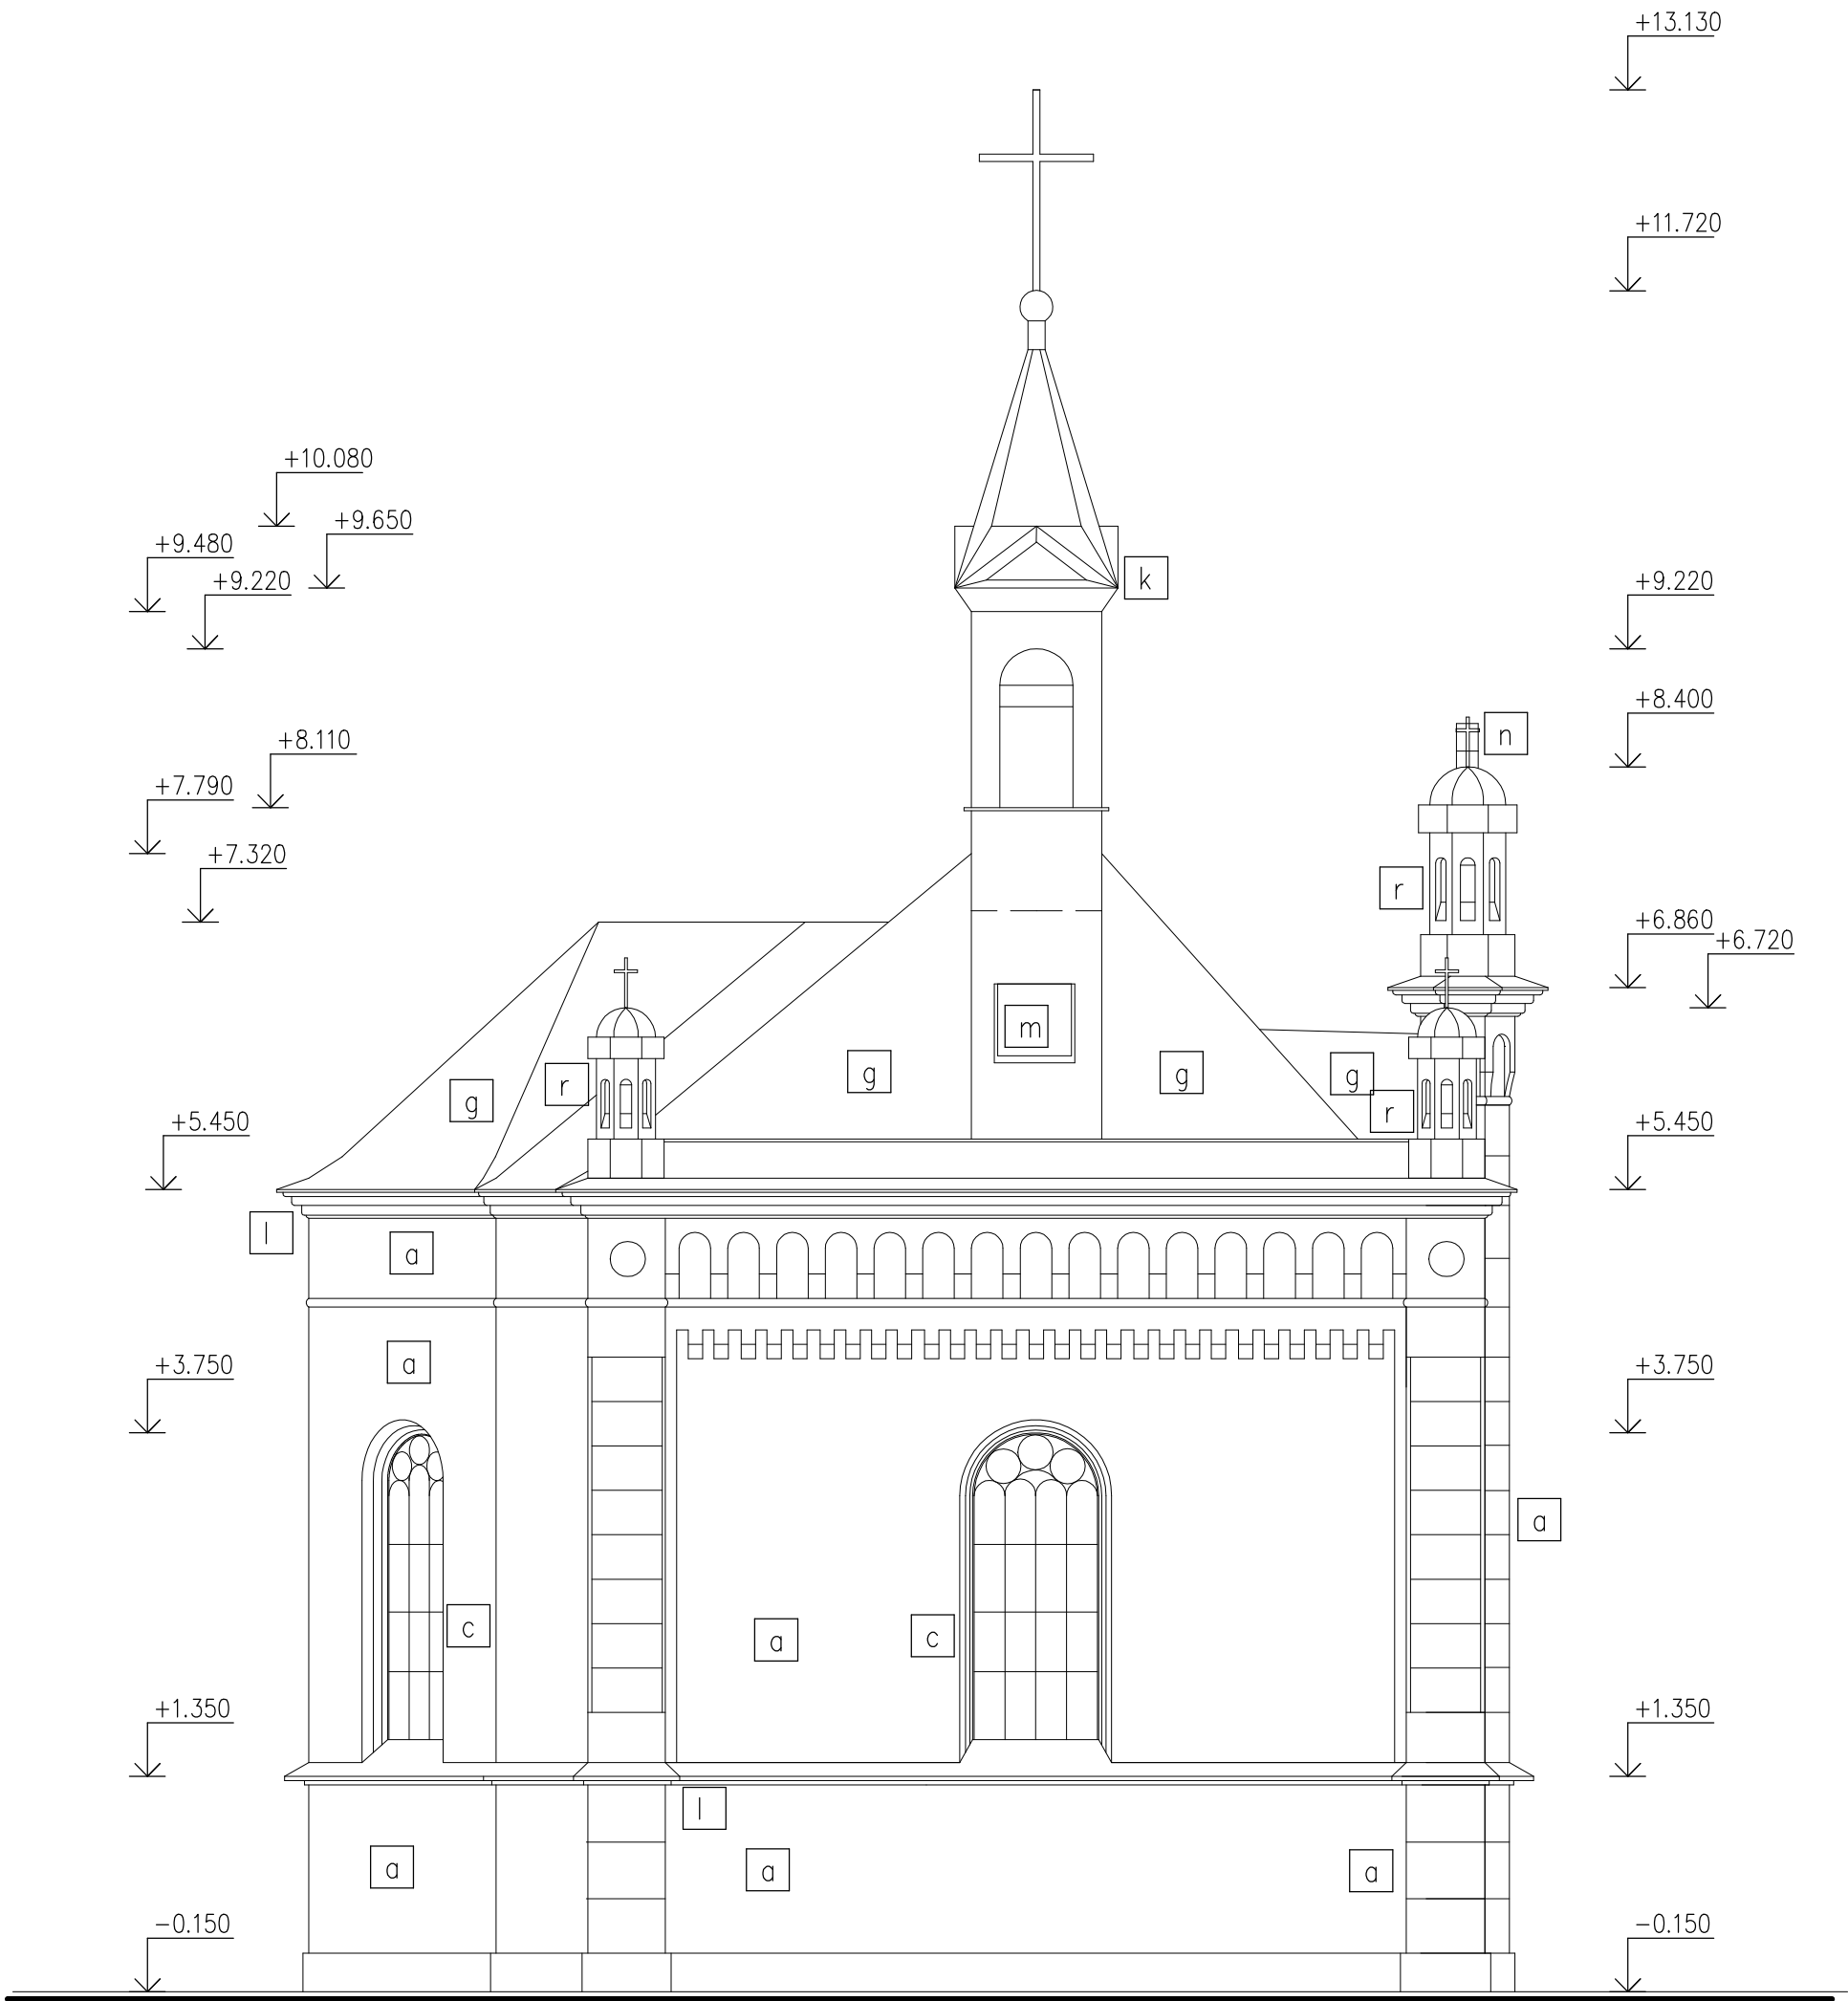 +13.130
+11.720
+10.080
+9.650
+9.480
+9.220
k
+9.220
+8.400
n
+8.110
+7.790
+7.320
r
+6.860
+6.720
m
g
g
g
r
g
r
+5.450
+5.450
l
a
a
+3.750
+3.750
a
c
a
c
+1.350
+1.350
l
a
a
a
-0.150
-0.150